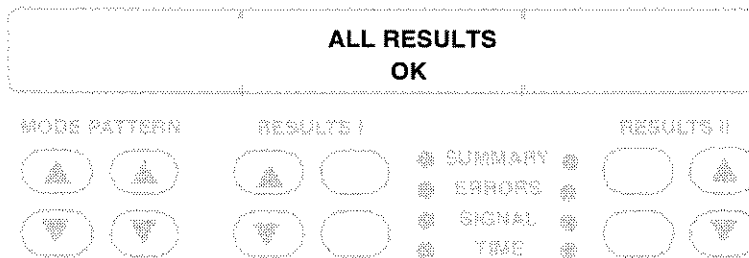 ALL RESULTS
OK
MODE PATTERN RESULTS I RESULTS II
SUMMARY
ERRORS
SIGNAL
TIME